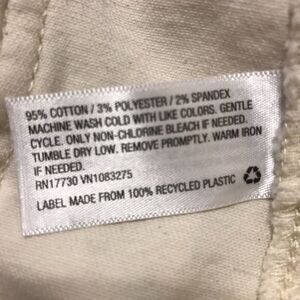 95% COTTON / 3% POLYESTER / 2% SPANDEX
MACHINE WASH COLD WITH LIKE COLORS. GENTLE
CYCLE. ONLY NON-CHLORINE BLEACH IF NEEDED.
TUMBLE DRY LOW. REMOVE PROMPTLY. WARM IRON
IF NEEDED.
RN17730 VN1083275
LABEL MADE FROM 100% RECYCLED PLASTIC